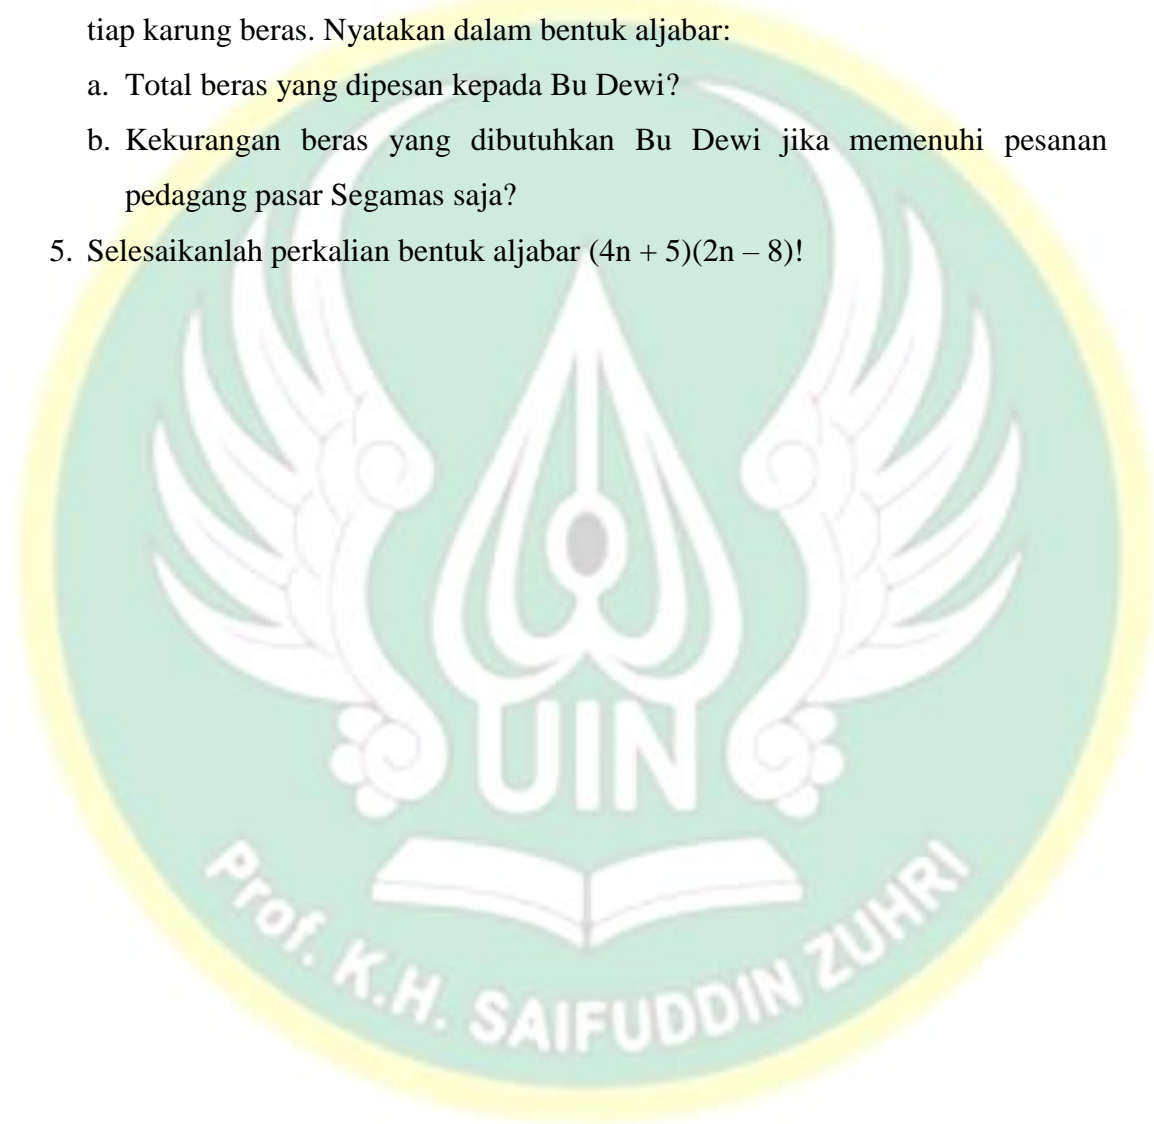 tiap karung beras. Nyatakan dalam bentuk aljabar:
a. Total beras yang dipesan kepada Bu Dewi?
b. Kekurangan beras yang dibutuhkan Bu Dewi jika memenuhi pesanan
pedagang pasar Segamas saja?
5. Selesaikanlah perkalian bentuk aljabar (4n + 5)(2n – 8)!
UIN
Prof. K.H. SAIFUDDIN ZUHRI